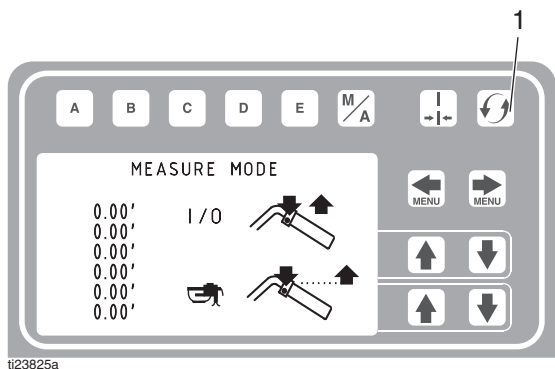 1
A B C D E M/A
MEASURE MODE
MENU MENU
0.00' I/O
0.00'
0.00'
0.00'
0.00'
0.00'
ti23825a